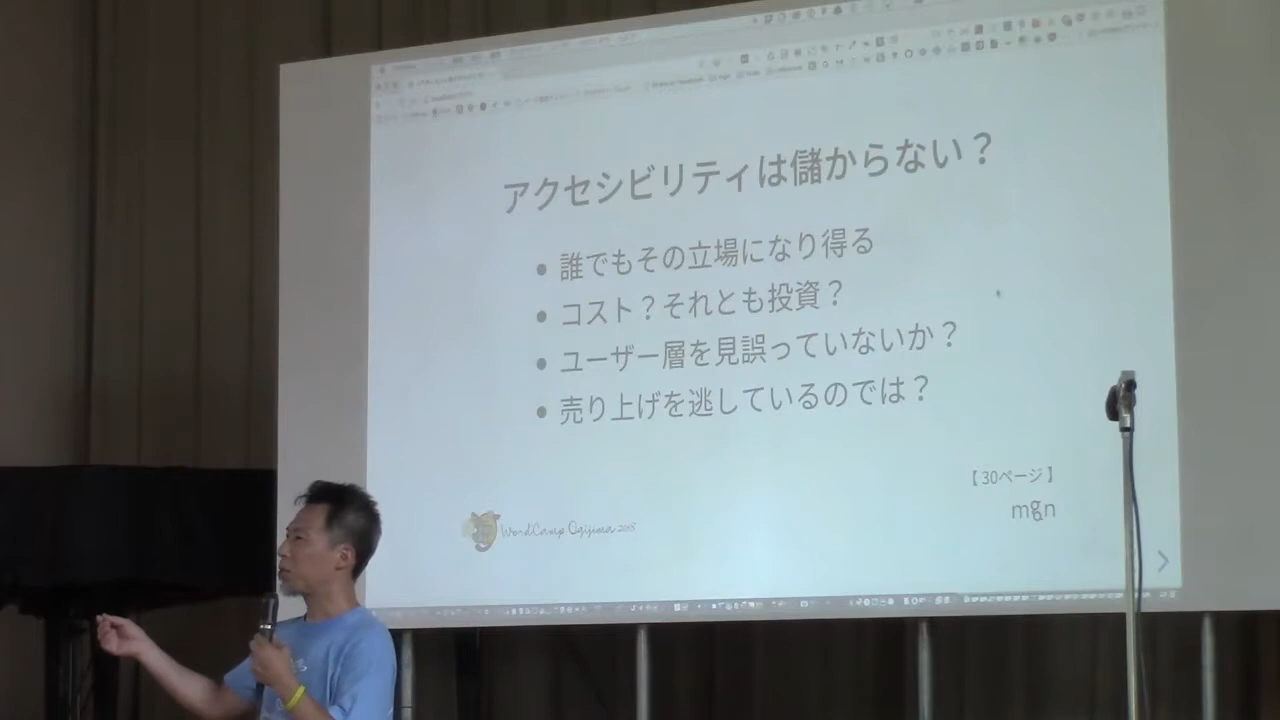 アクセシビリティは儲からない？
誰でもその立場になり得る
コスト？それとも投資？
ユーザー層を見誤っていないか？
売り上げを逃しているのでは？
【30ページ】
mgn
WordCamp Ogijima 2018